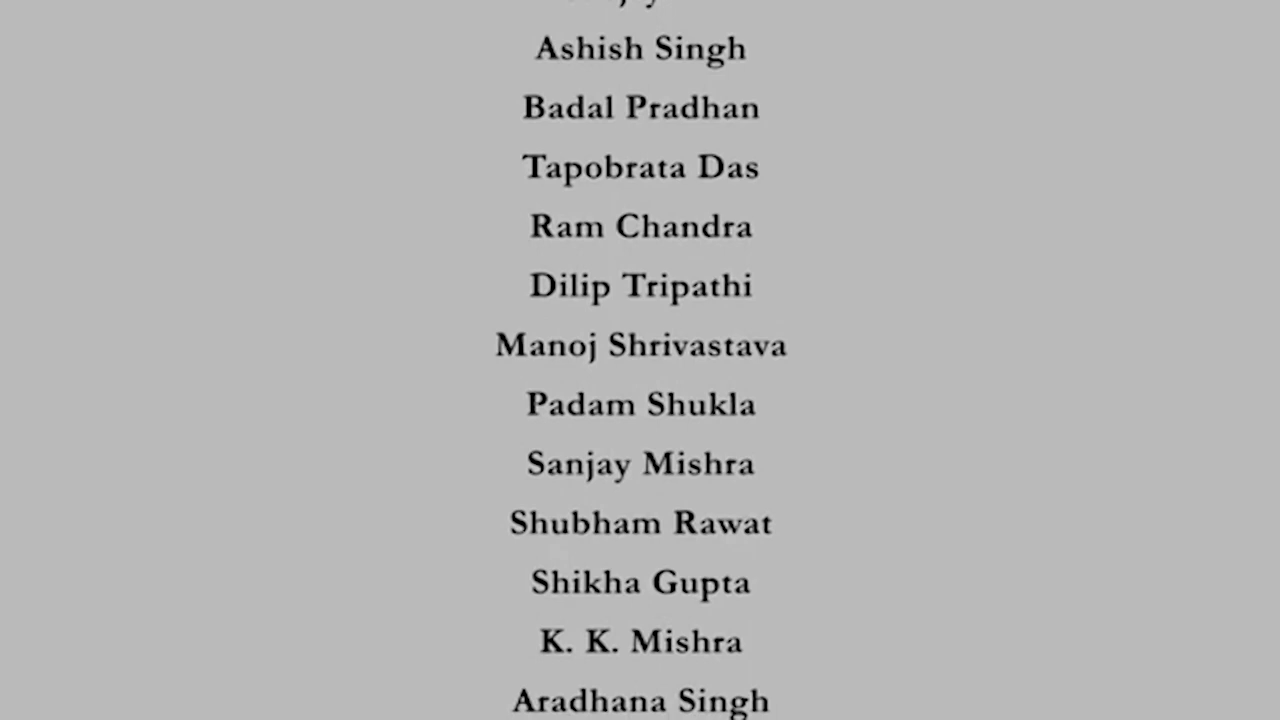 Ashish Singh
Badal Pradhan
Tapobrata Das
Ram Chandra
Dilip Tripathi
Manoj Shrivastava
Padam Shukla
Sanjay Mishra
Shubham Rawat
Shikha Gupta
K. K. Mishra
Aradhana Singh